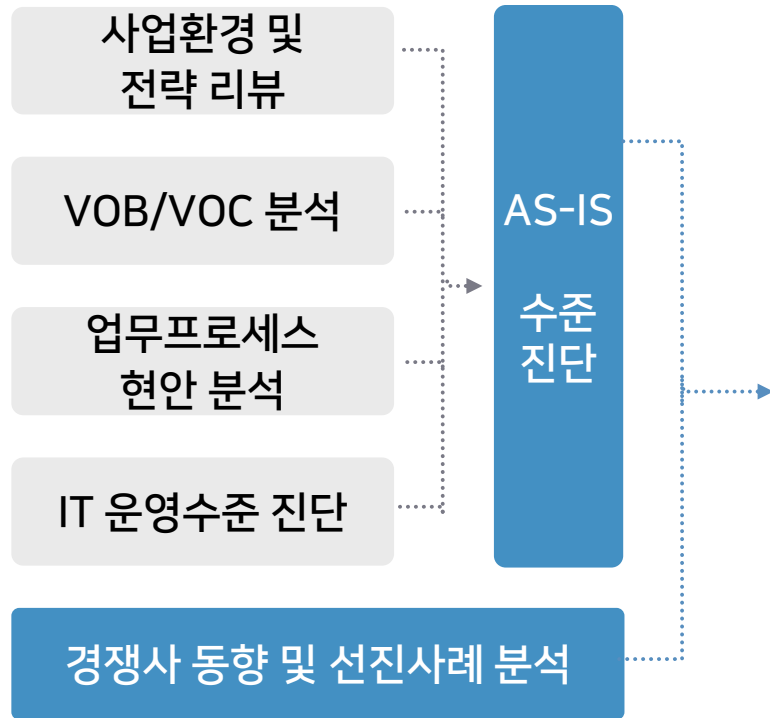 사업환경 및
전략 리뷰
VOB/VOC 분석
업무프로세스
현안 분석
IT 운영수준 진단
AS-IS
수준
진단
경쟁사 동향 및 선진사례 분석